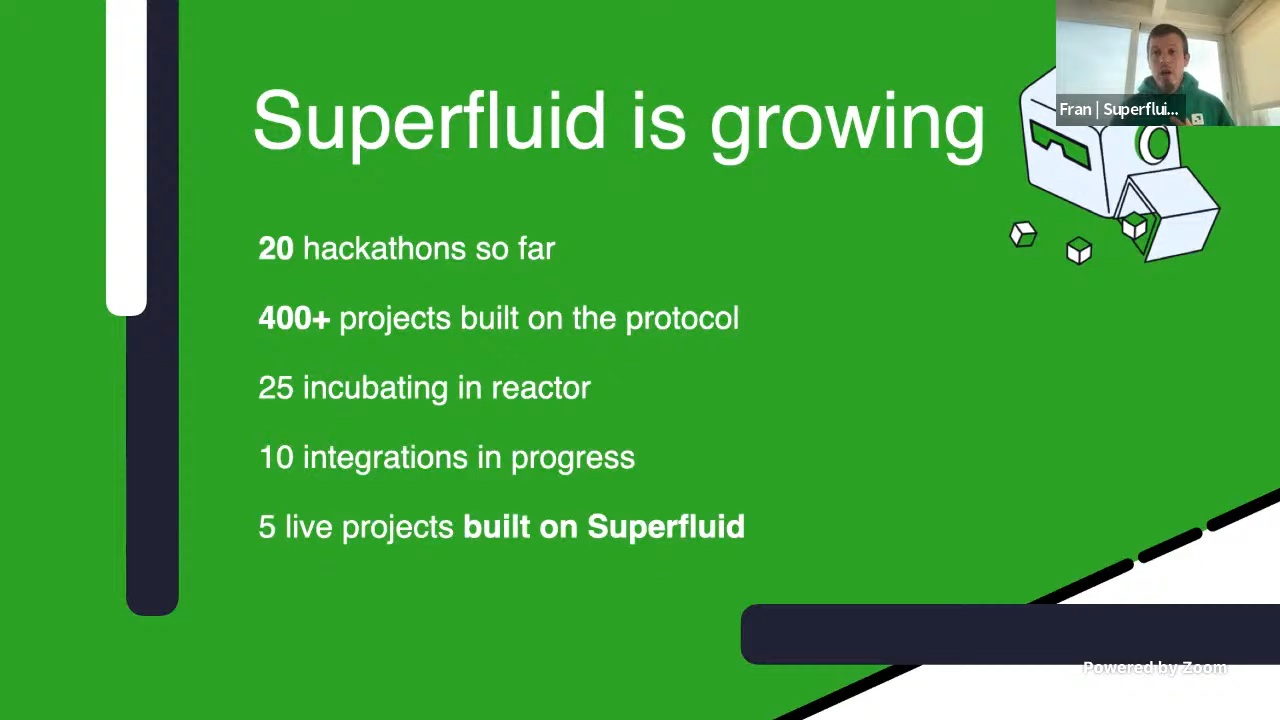 Superfluid is growing
Fran | Superflui...
20 hackathons so far
400+ projects built on the protocol
25 incubating in reactor
10 integrations in progress
5 live projects built on Superfluid
Powered by Zoom